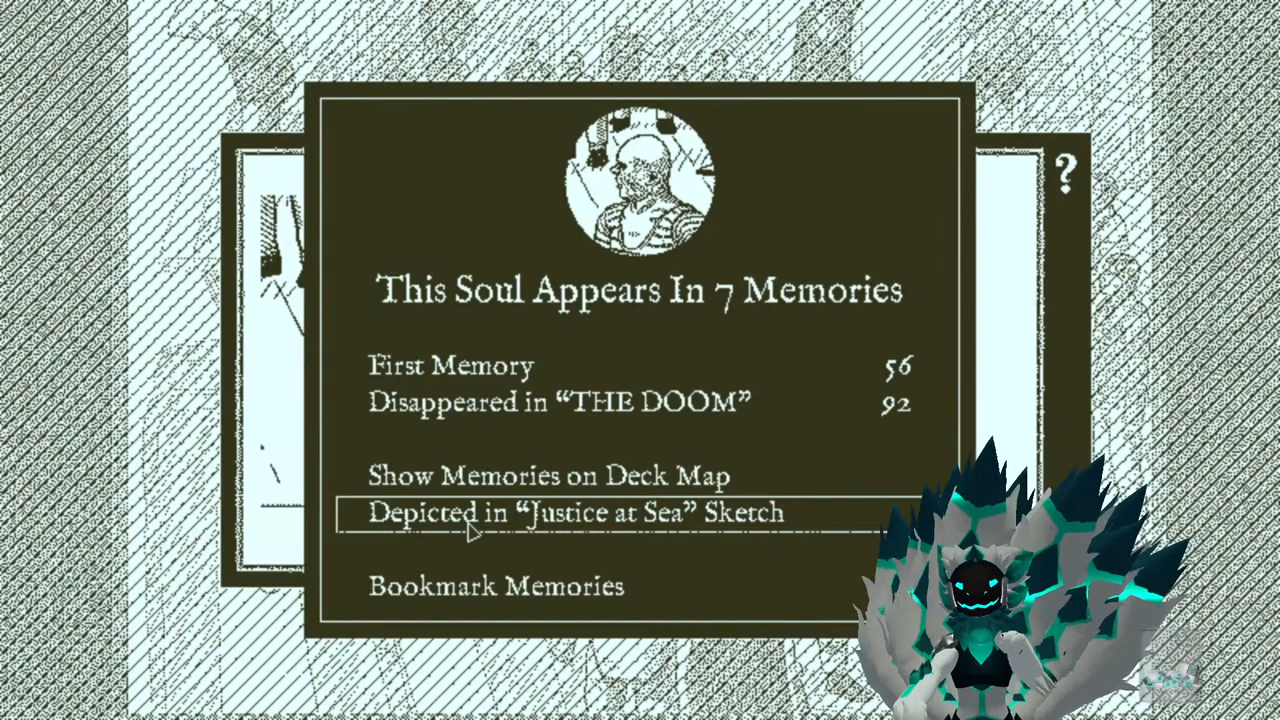 ?
This Soul Appears In 7 Memories
First Memory 56
Disappeared in “THE DOOM” 92
Show Memories on Deck Map
Depicted in “Justice at Sea” Sketch
Bookmark Memories